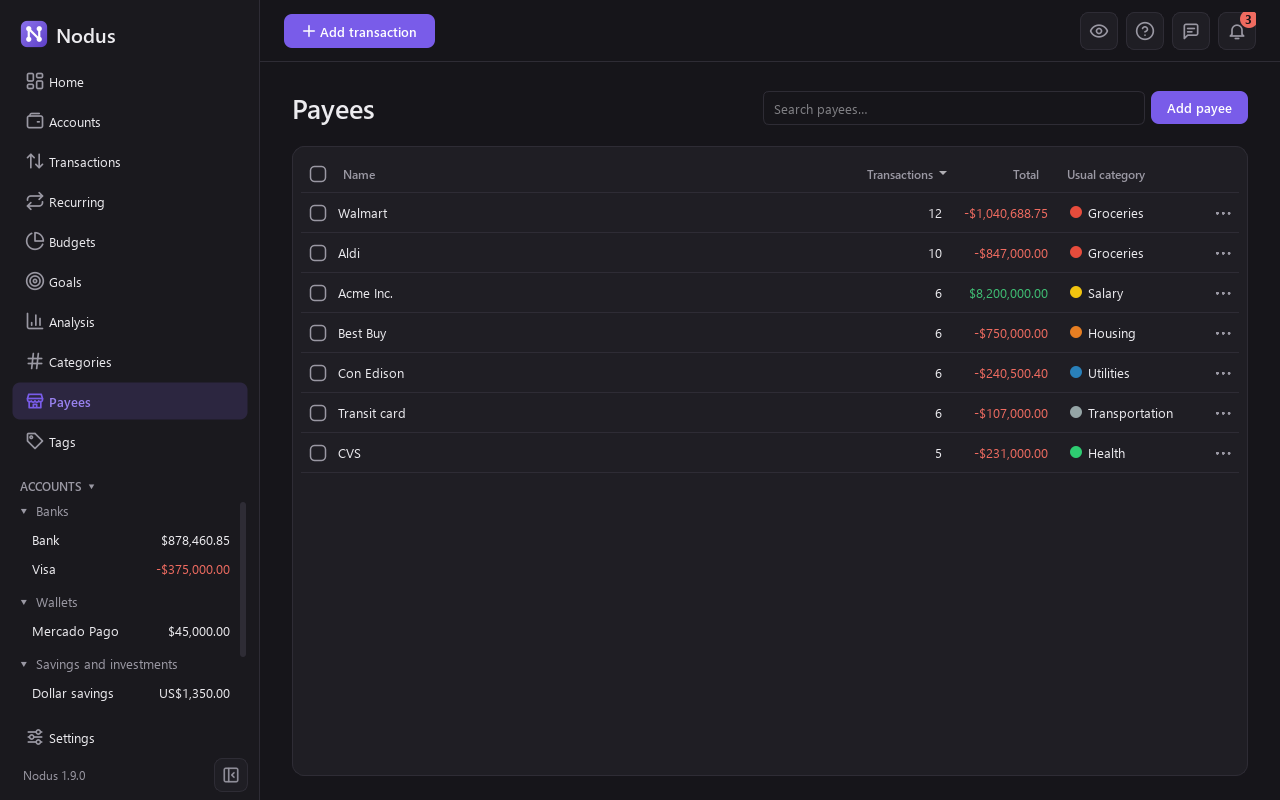 Nodus
Home
Accounts
Transactions
Recurring
Budgets
Goals
Analysis
Categories
Payees
Tags
ACCOUNTS
Banks
Bank $878,460.85
Visa -$375,000.00
Wallets
Mercado Pago $45,000.00
Savings and investments
Dollar savings US$1,350.00
Settings
Nodus 1.9.0
Add transaction
3
Payees
Search payees...
Add payee
Name Transactions Total Usual category
Walmart 12 -$1,040,688.75 Groceries
Aldi 10 -$847,000.00 Groceries
Acme Inc. 6 $8,200,000.00 Salary
Best Buy 6 -$750,000.00 Housing
Con Edison 6 -$240,500.40 Utilities
Transit card 6 -$107,000.00 Transportation
CVS 5 -$231,000.00 Health